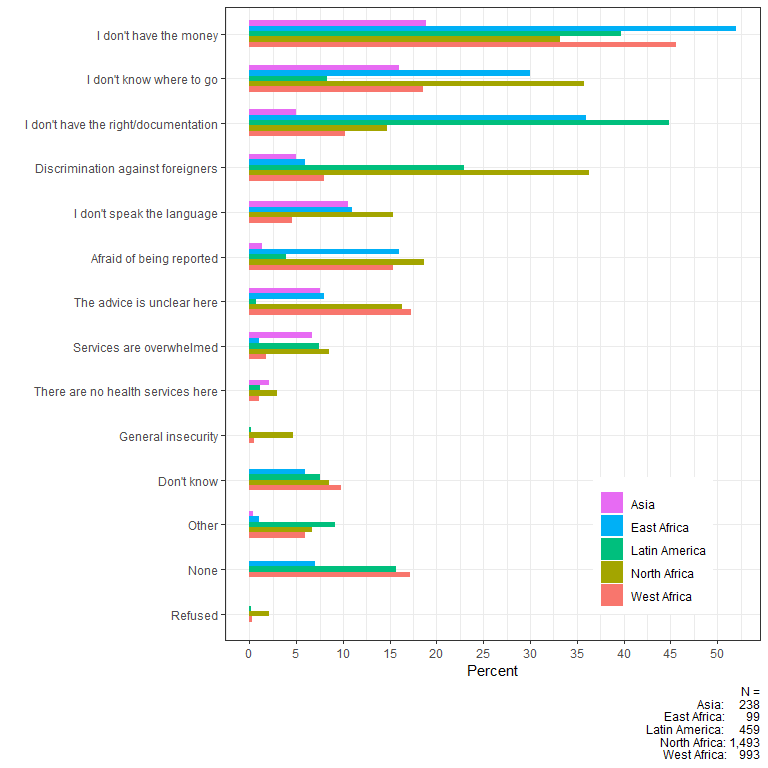 I don't have the money
I don't know where to go
I don't have the right/documentation
Discrimination against foreigners
I don't speak the language
Afraid of being reported
The advice is unclear here
Services are overwhelmed
There are no health services here
General insecurity
Don't know
Other
None
Refused
Asia
East Africa
Latin America
North Africa
West Africa
0 5 10 15 20 25 30 35 40 45 50
Percent
N =
Asia: 238
East Africa: 99
Latin America: 459
North Africa: 1,493
West Africa: 993